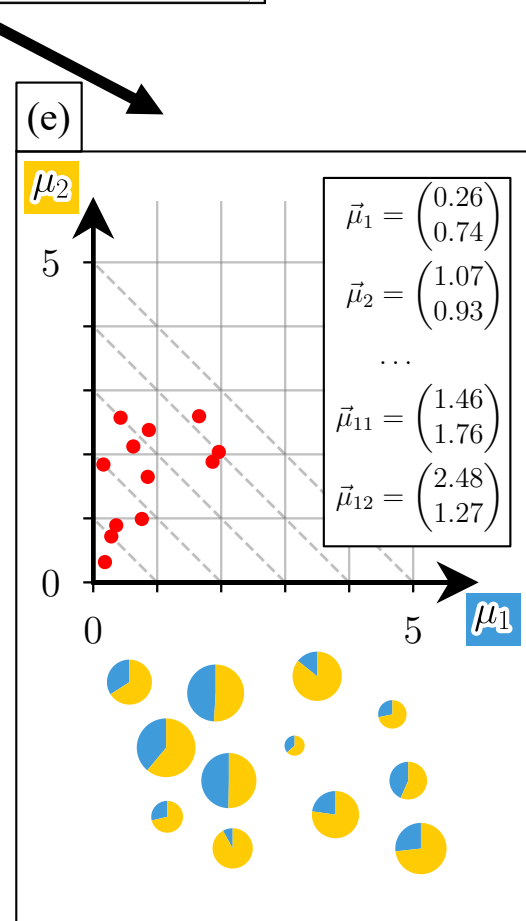 (e)
μ₂
5
0
0
5
μ₁
μ⃗₁ = (0.26
0.74)
μ⃗₂ = (1.07
0.93)
...
μ⃗₁₁ = (1.46
1.76)
μ⃗₁₂ = (2.48
1.27)